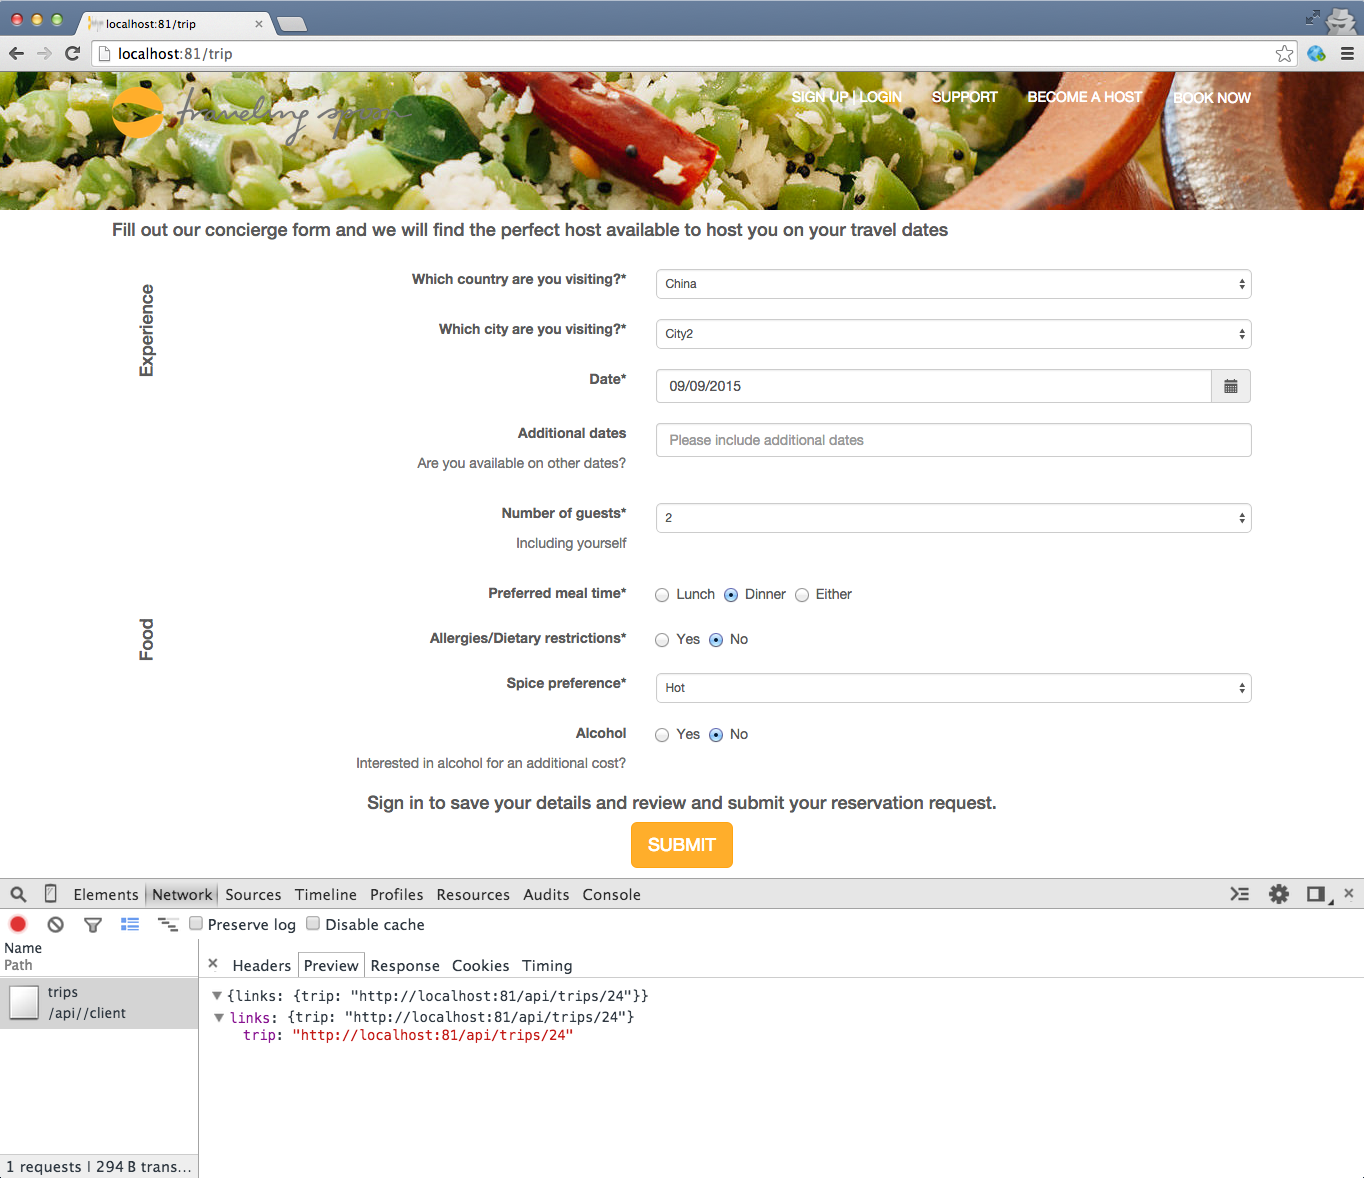 localhost:81/trip
localhost:81/trip
traveling spoon
SIGN UP | LOGIN SUPPORT BECOME A HOST BOOK NOW
Fill out our concierge form and we will find the perfect host available to host you on your travel dates
Experience
Which country are you visiting?* China
Which city are you visiting?* City2
Date* 09/09/2015
Additional dates Please include additional dates
Are you available on other dates?
Number of guests* 2
Including yourself
Food
Preferred meal time* Lunch Dinner Either
Allergies/Dietary restrictions* Yes No
Spice preference* Hot
Alcohol Yes No
Interested in alcohol for an additional cost?
Sign in to save your details and review and submit your reservation request.
SUBMIT
Elements Network Sources Timeline Profiles Resources Audits Console
Preserve log Disable cache
Name
Path
Headers Preview Response Cookies Timing
trips
/api//client
{links: {trip: "http://localhost:81/api/trips/24"}}
links: {trip: "http://localhost:81/api/trips/24"}
trip: "http://localhost:81/api/trips/24"
1 requests | 294 B trans...